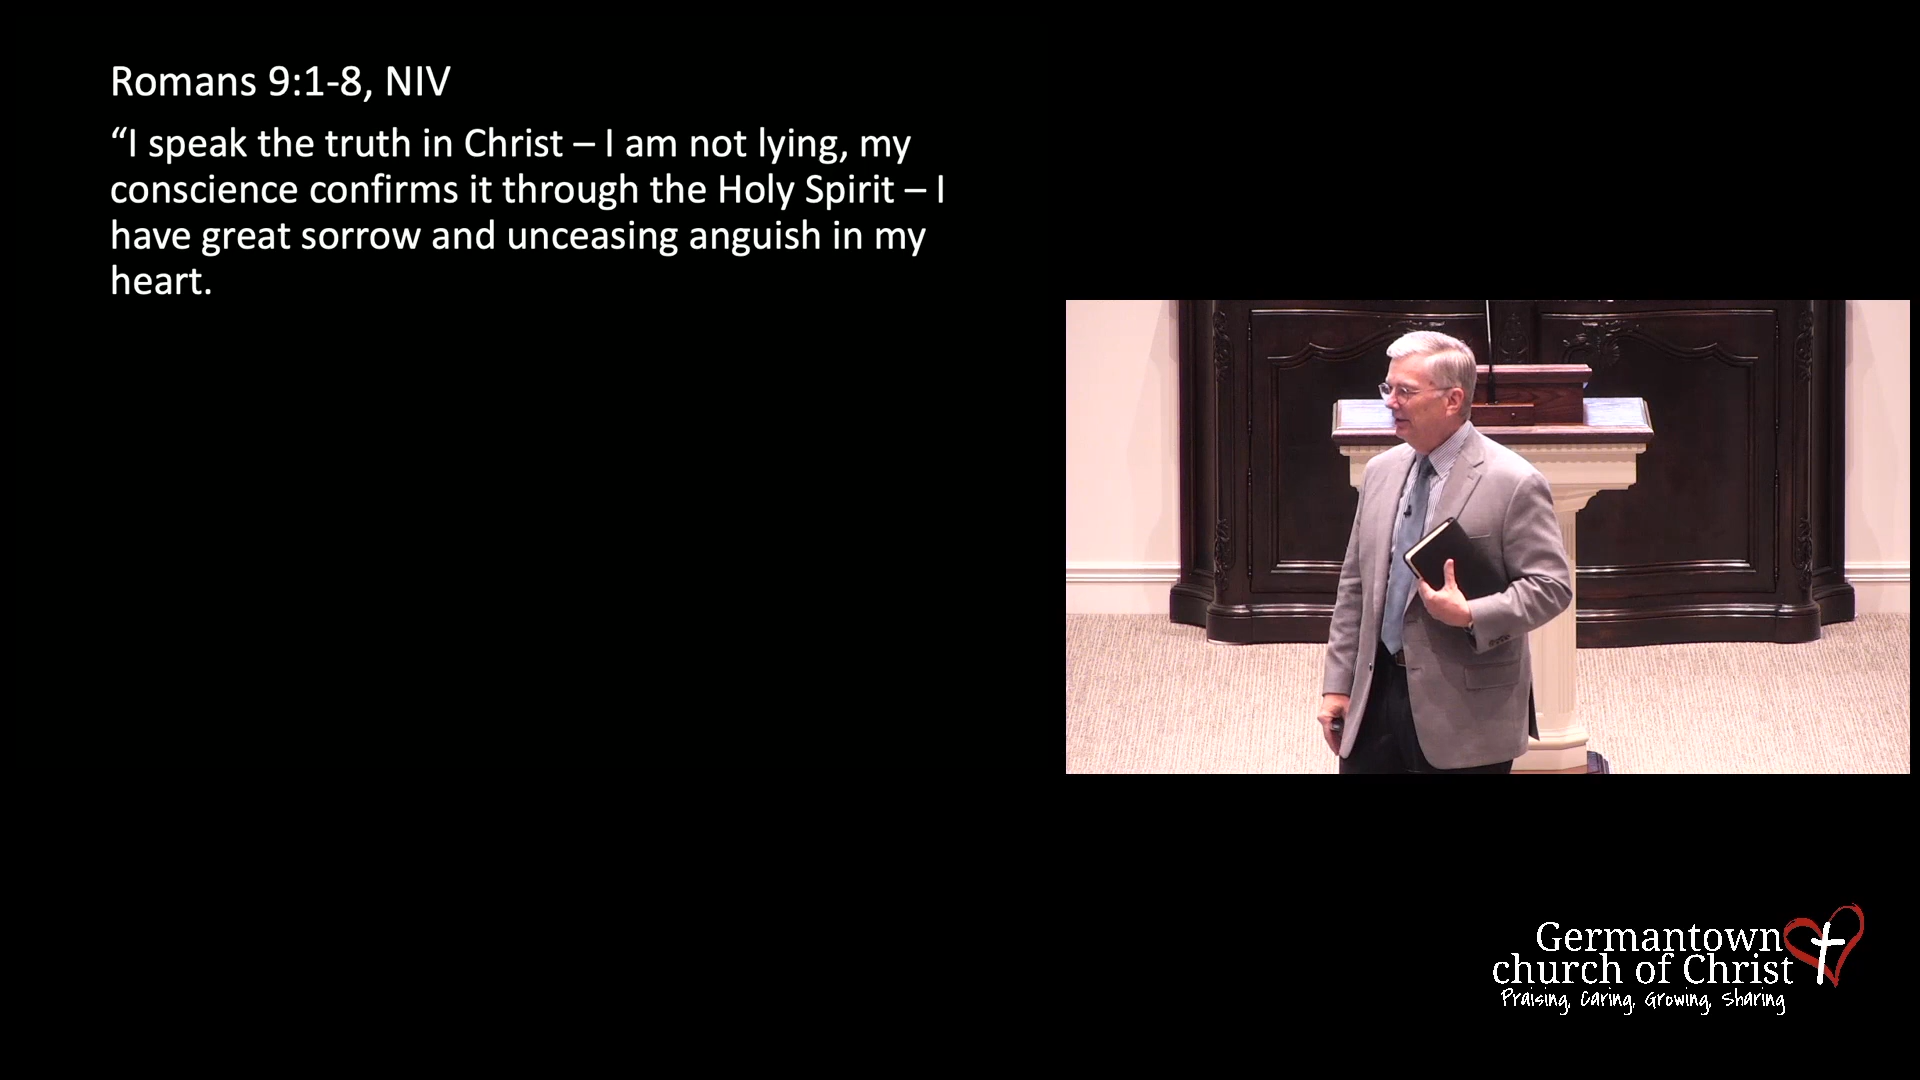 Romans 9:1-8, NIV
“I speak the truth in Christ – I am not lying, my
conscience confirms it through the Holy Spirit – I
have great sorrow and unceasing anguish in my
heart.
Germantown
church of Christ
Praising, Caring, Growing, Sharing